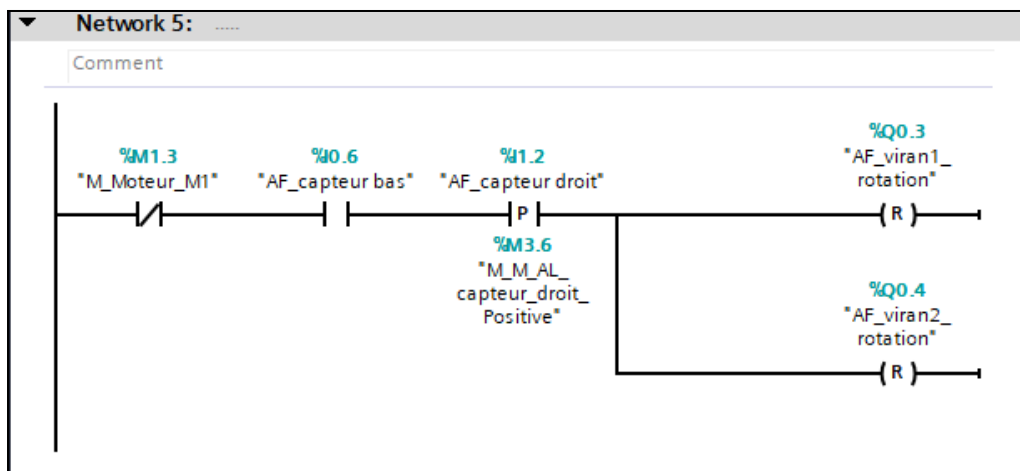 Network 5: .....
Comment
%M1.3
"M_Moteur_M1"
%I0.6
"AF_capteur bas"
%I1.2
"AF_capteur droit"
P
%M3.6
"M_M_AL_
capteur_droit_
Positive"
%Q0.3
"AF_viran1_
rotation"
R
%Q0.4
"AF_viran2_
rotation"
R